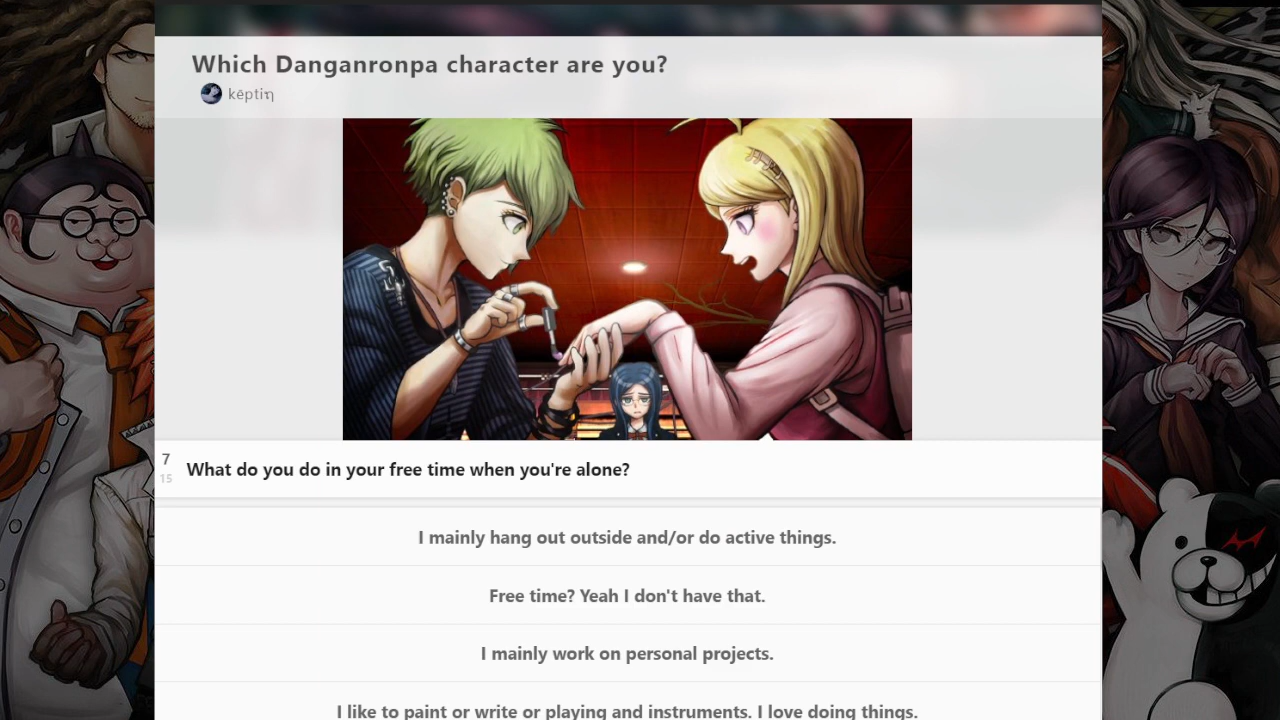 Which Danganronpa character are you?
kēptiƞ
7
15
What do you do in your free time when you're alone?
I mainly hang out outside and/or do active things.
Free time? Yeah I don't have that.
I mainly work on personal projects.
I like to paint or write or playing and instruments. I love doing things.